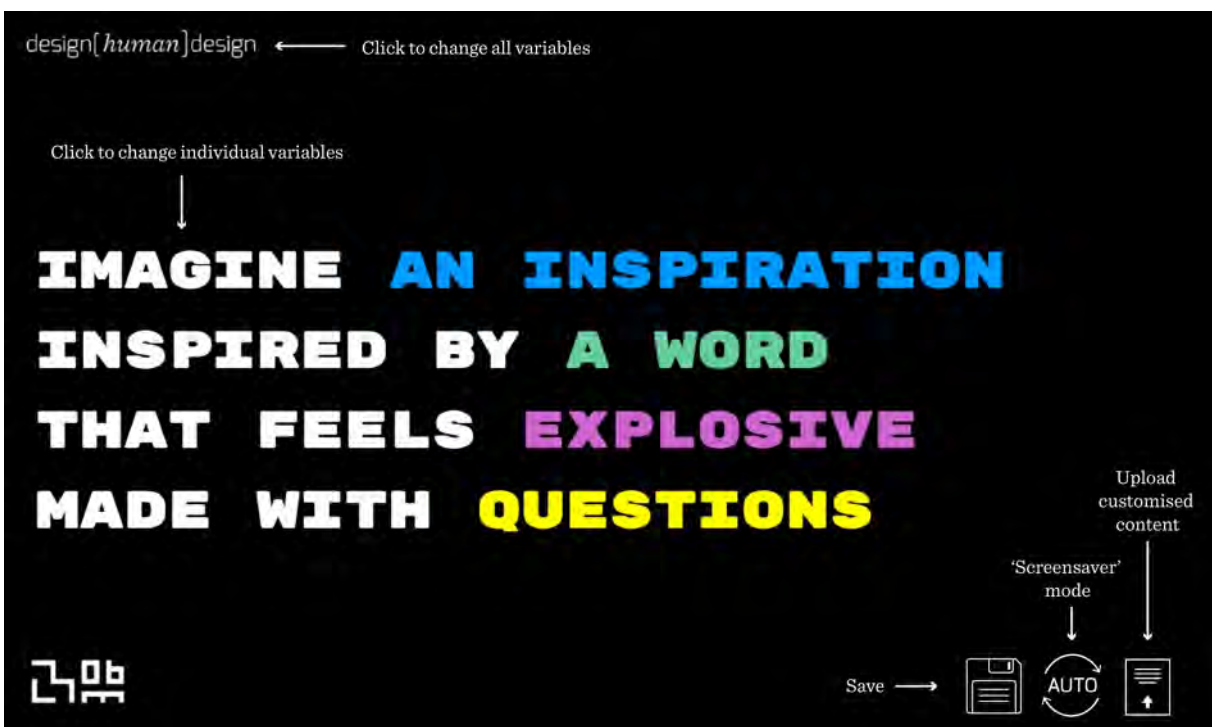 design[human]design
Click to change all variables
Click to change individual variables
IMAGINE AN INSPIRATION
INSPIRED BY A WORD
THAT FEELS EXPLOSIVE
MADE WITH QUESTIONS
Upload
customised
content
‘Screensaver’
mode
Save
AUTO